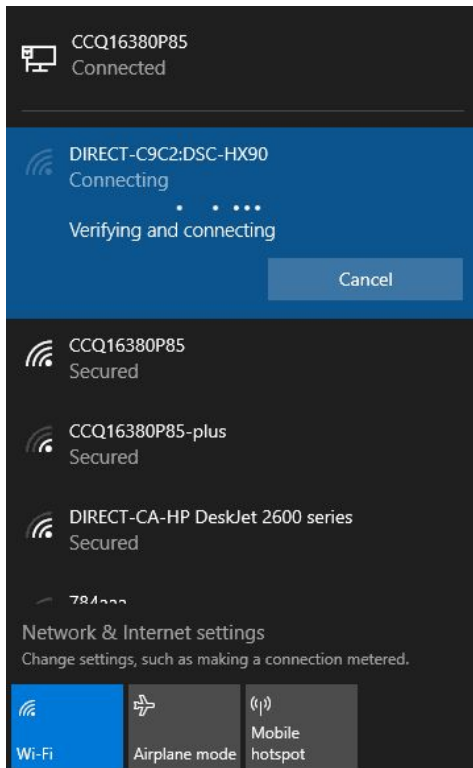 CCQ16380P85
Connected
DIRECT-C9C2:DSC-HX90
Connecting
Verifying and connecting
Cancel
CCQ16380P85
Secured
CCQ16380P85-plus
Secured
DIRECT-CA-HP DeskJet 2600 series
Secured
Network & Internet settings
Change settings, such as making a connection metered.
Wi-Fi
Airplane mode
Mobile
hotspot